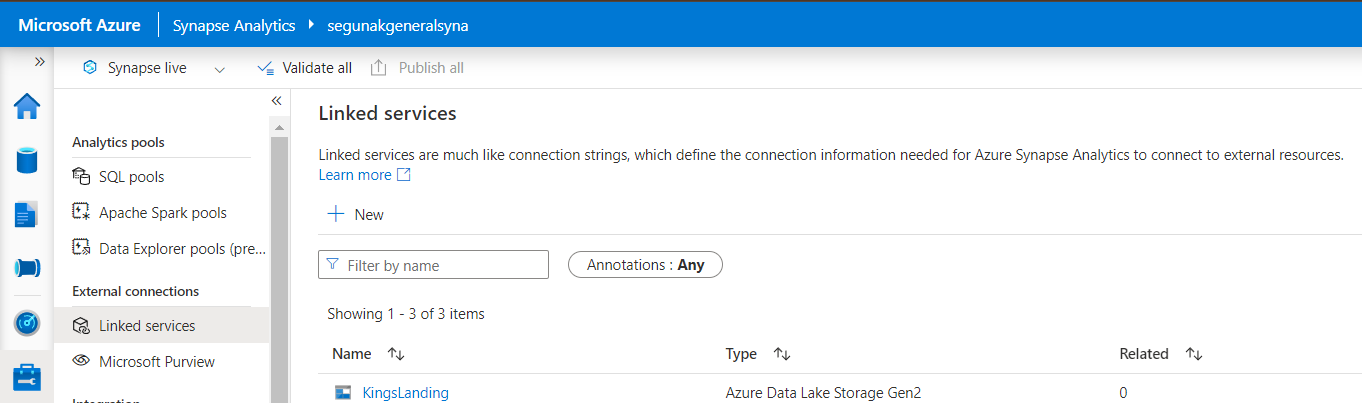 Microsoft Azure Synapse Analytics segunakgeneralsyna
Synapse live Validate all Publish all
Analytics pools
SQL pools
Apache Spark pools
Data Explorer pools (pre...
External connections
Linked services
Microsoft Purview
Linked services
Linked services are much like connection strings, which define the connection information needed for Azure Synapse Analytics to connect to external resources.
Learn more
New
Filter by name Annotations : Any
Showing 1 - 3 of 3 items
Name Type Related
KingsLanding Azure Data Lake Storage Gen2 0